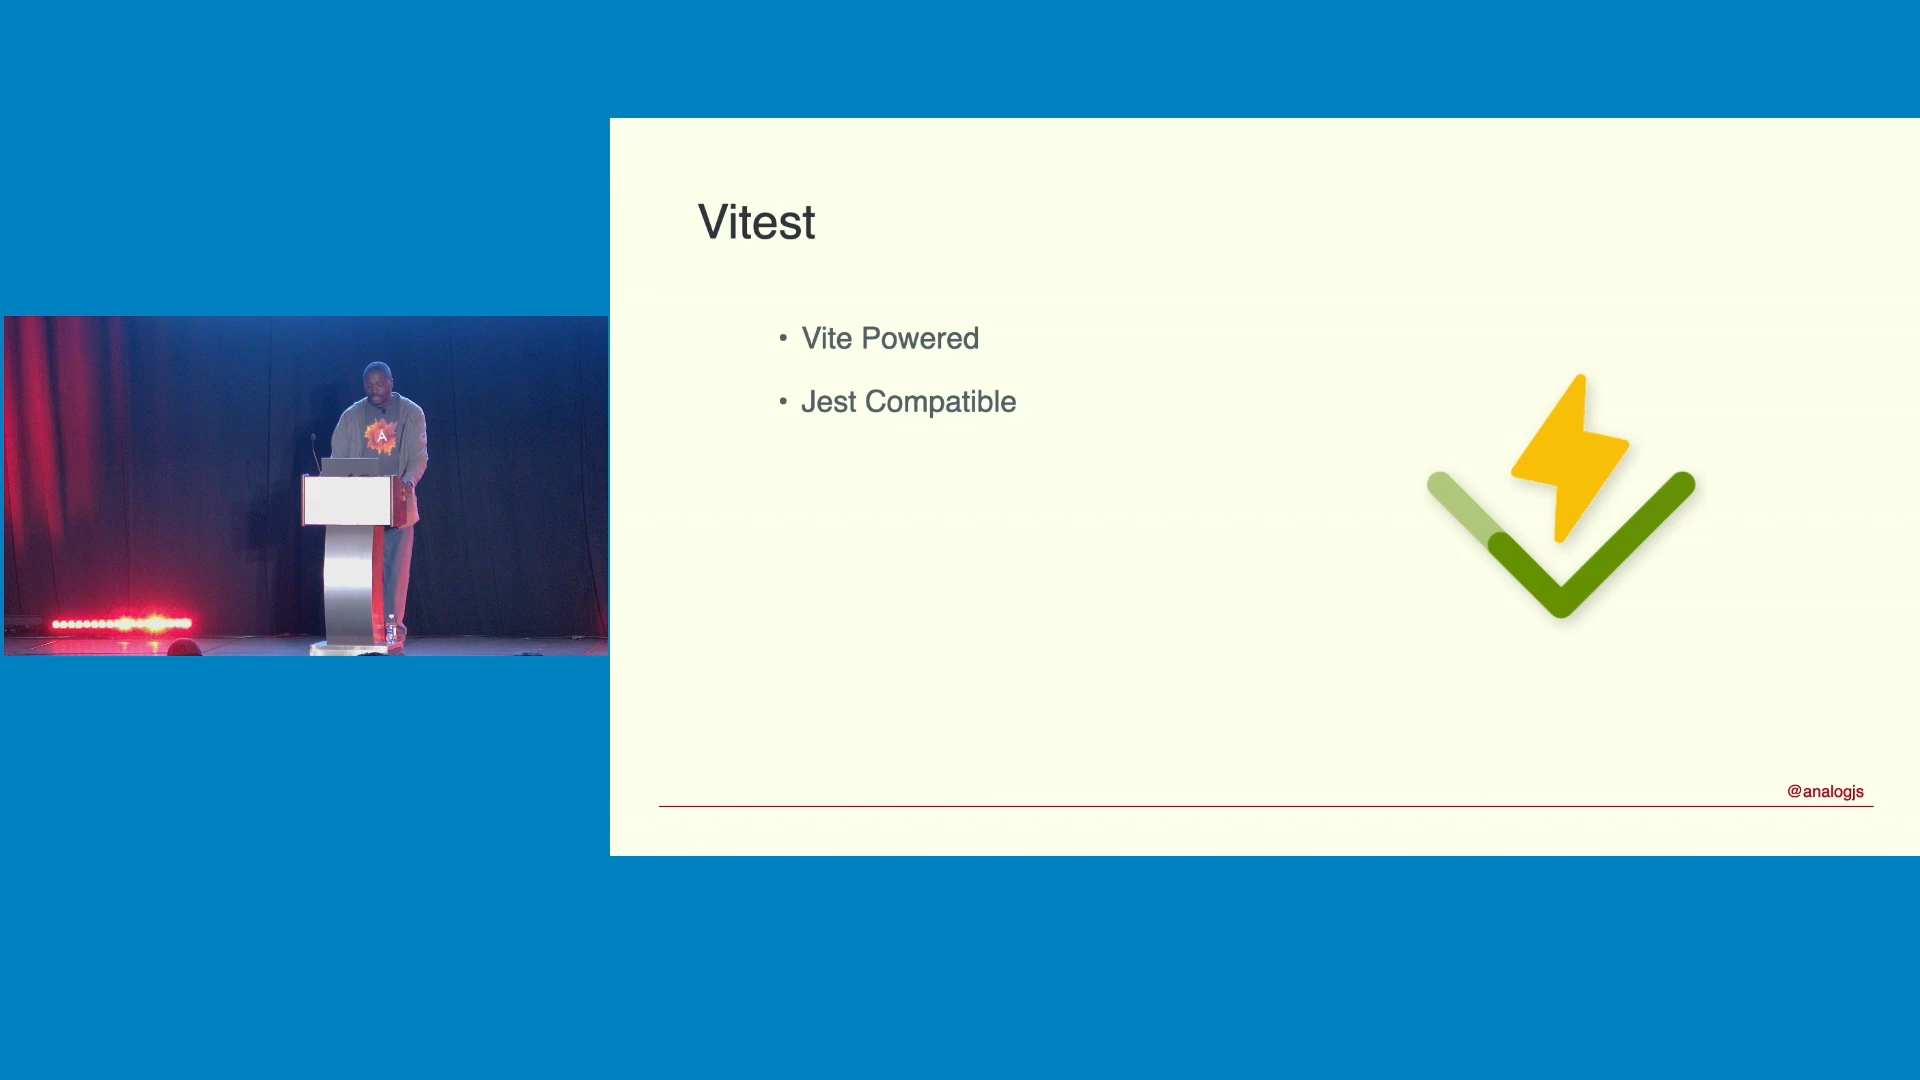 Vitest
• Vite Powered
• Jest Compatible
@analogjs
A